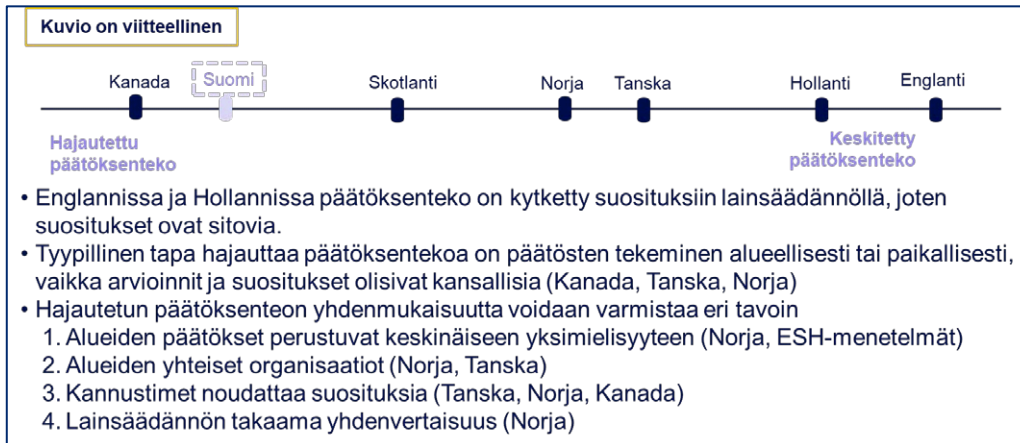 Kuvio on viitteellinen
Kanada Suomi Skotlanti Norja Tanska Hollanti Englanti
Hajautettu
päätöksenteko
Keskitetty
päätöksenteko
• Englannissa ja Hollannissa päätöksenteko on kytketty suosituksiin lainsäädännöllä, joten
suositukset ovat sitovia.
• Tyypillinen tapa hajauttaa päätöksentekoa on päätösten tekeminen alueellisesti tai paikallisesti,
vaikka arvioinnit ja suositukset olisivat kansallisia (Kanada, Tanska, Norja)
• Hajautetun päätöksenteon yhdenmukaisuutta voidaan varmistaa eri tavoin
1. Alueiden päätökset perustuvat keskinäiseen yksimielisyyteen (Norja, ESH-menetelmät)
2. Alueiden yhteiset organisaatiot (Norja, Tanska)
3. Kannustimet noudattaa suosituksia (Tanska, Norja, Kanada)
4. Lainsäädännön takaama yhdenvertaisuus (Norja)